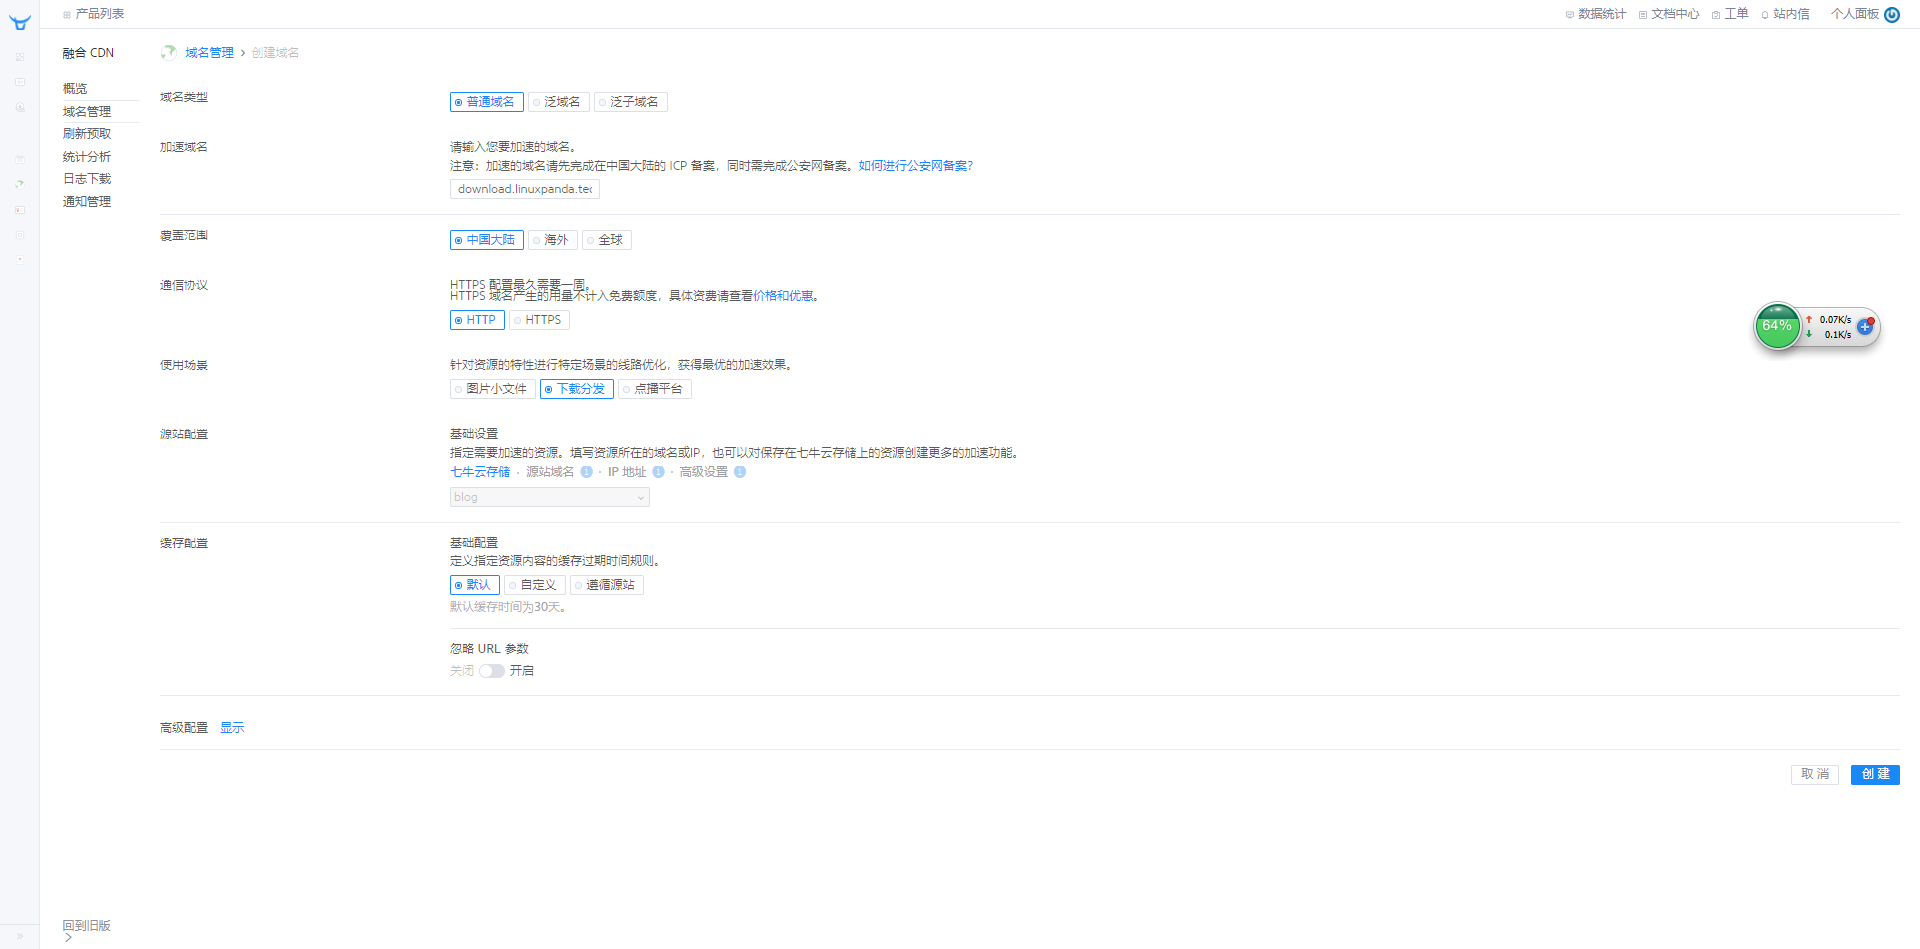 产品列表
数据统计 文档中心 工单 站内信 个人面板
融合 CDN
概览
域名管理
刷新预取
统计分析
日志下载
通知管理
回到旧版
域名管理 > 创建域名
域名类型
普通域名 泛域名 泛子域名
加速域名
请输入您要加速的域名。
注意：加速的域名请先完成在中国大陆的 ICP 备案，同时需完成公安网备案。如何进行公安网备案?
download.linuxpanda.tec
覆盖范围
中国大陆 海外 全球
通信协议
HTTPS 配置最久需要一周。
HTTPS 域名产生的用量不计入免费额度，具体资费请查看价格和优惠。
HTTP HTTPS
使用场景
针对资源的特性进行特定场景的线路优化，获得最优的加速效果。
图片小文件 下载分发 点播平台
源站配置
基础设置
指定需要加速的资源。填写资源所在的域名或IP，也可以对保存在七牛云存储上的资源创建更多的加速功能。
七牛云存储 · 源站域名 · IP 地址 · 高级设置
blog
缓存配置
基础配置
定义指定资源内容的缓存过期时间规则。
默认 自定义 遵循源站
默认缓存时间为30天。
忽略 URL 参数
关闭 开启
高级配置 显示
取 消 创 建
64%
0.07K/s
0.1K/s